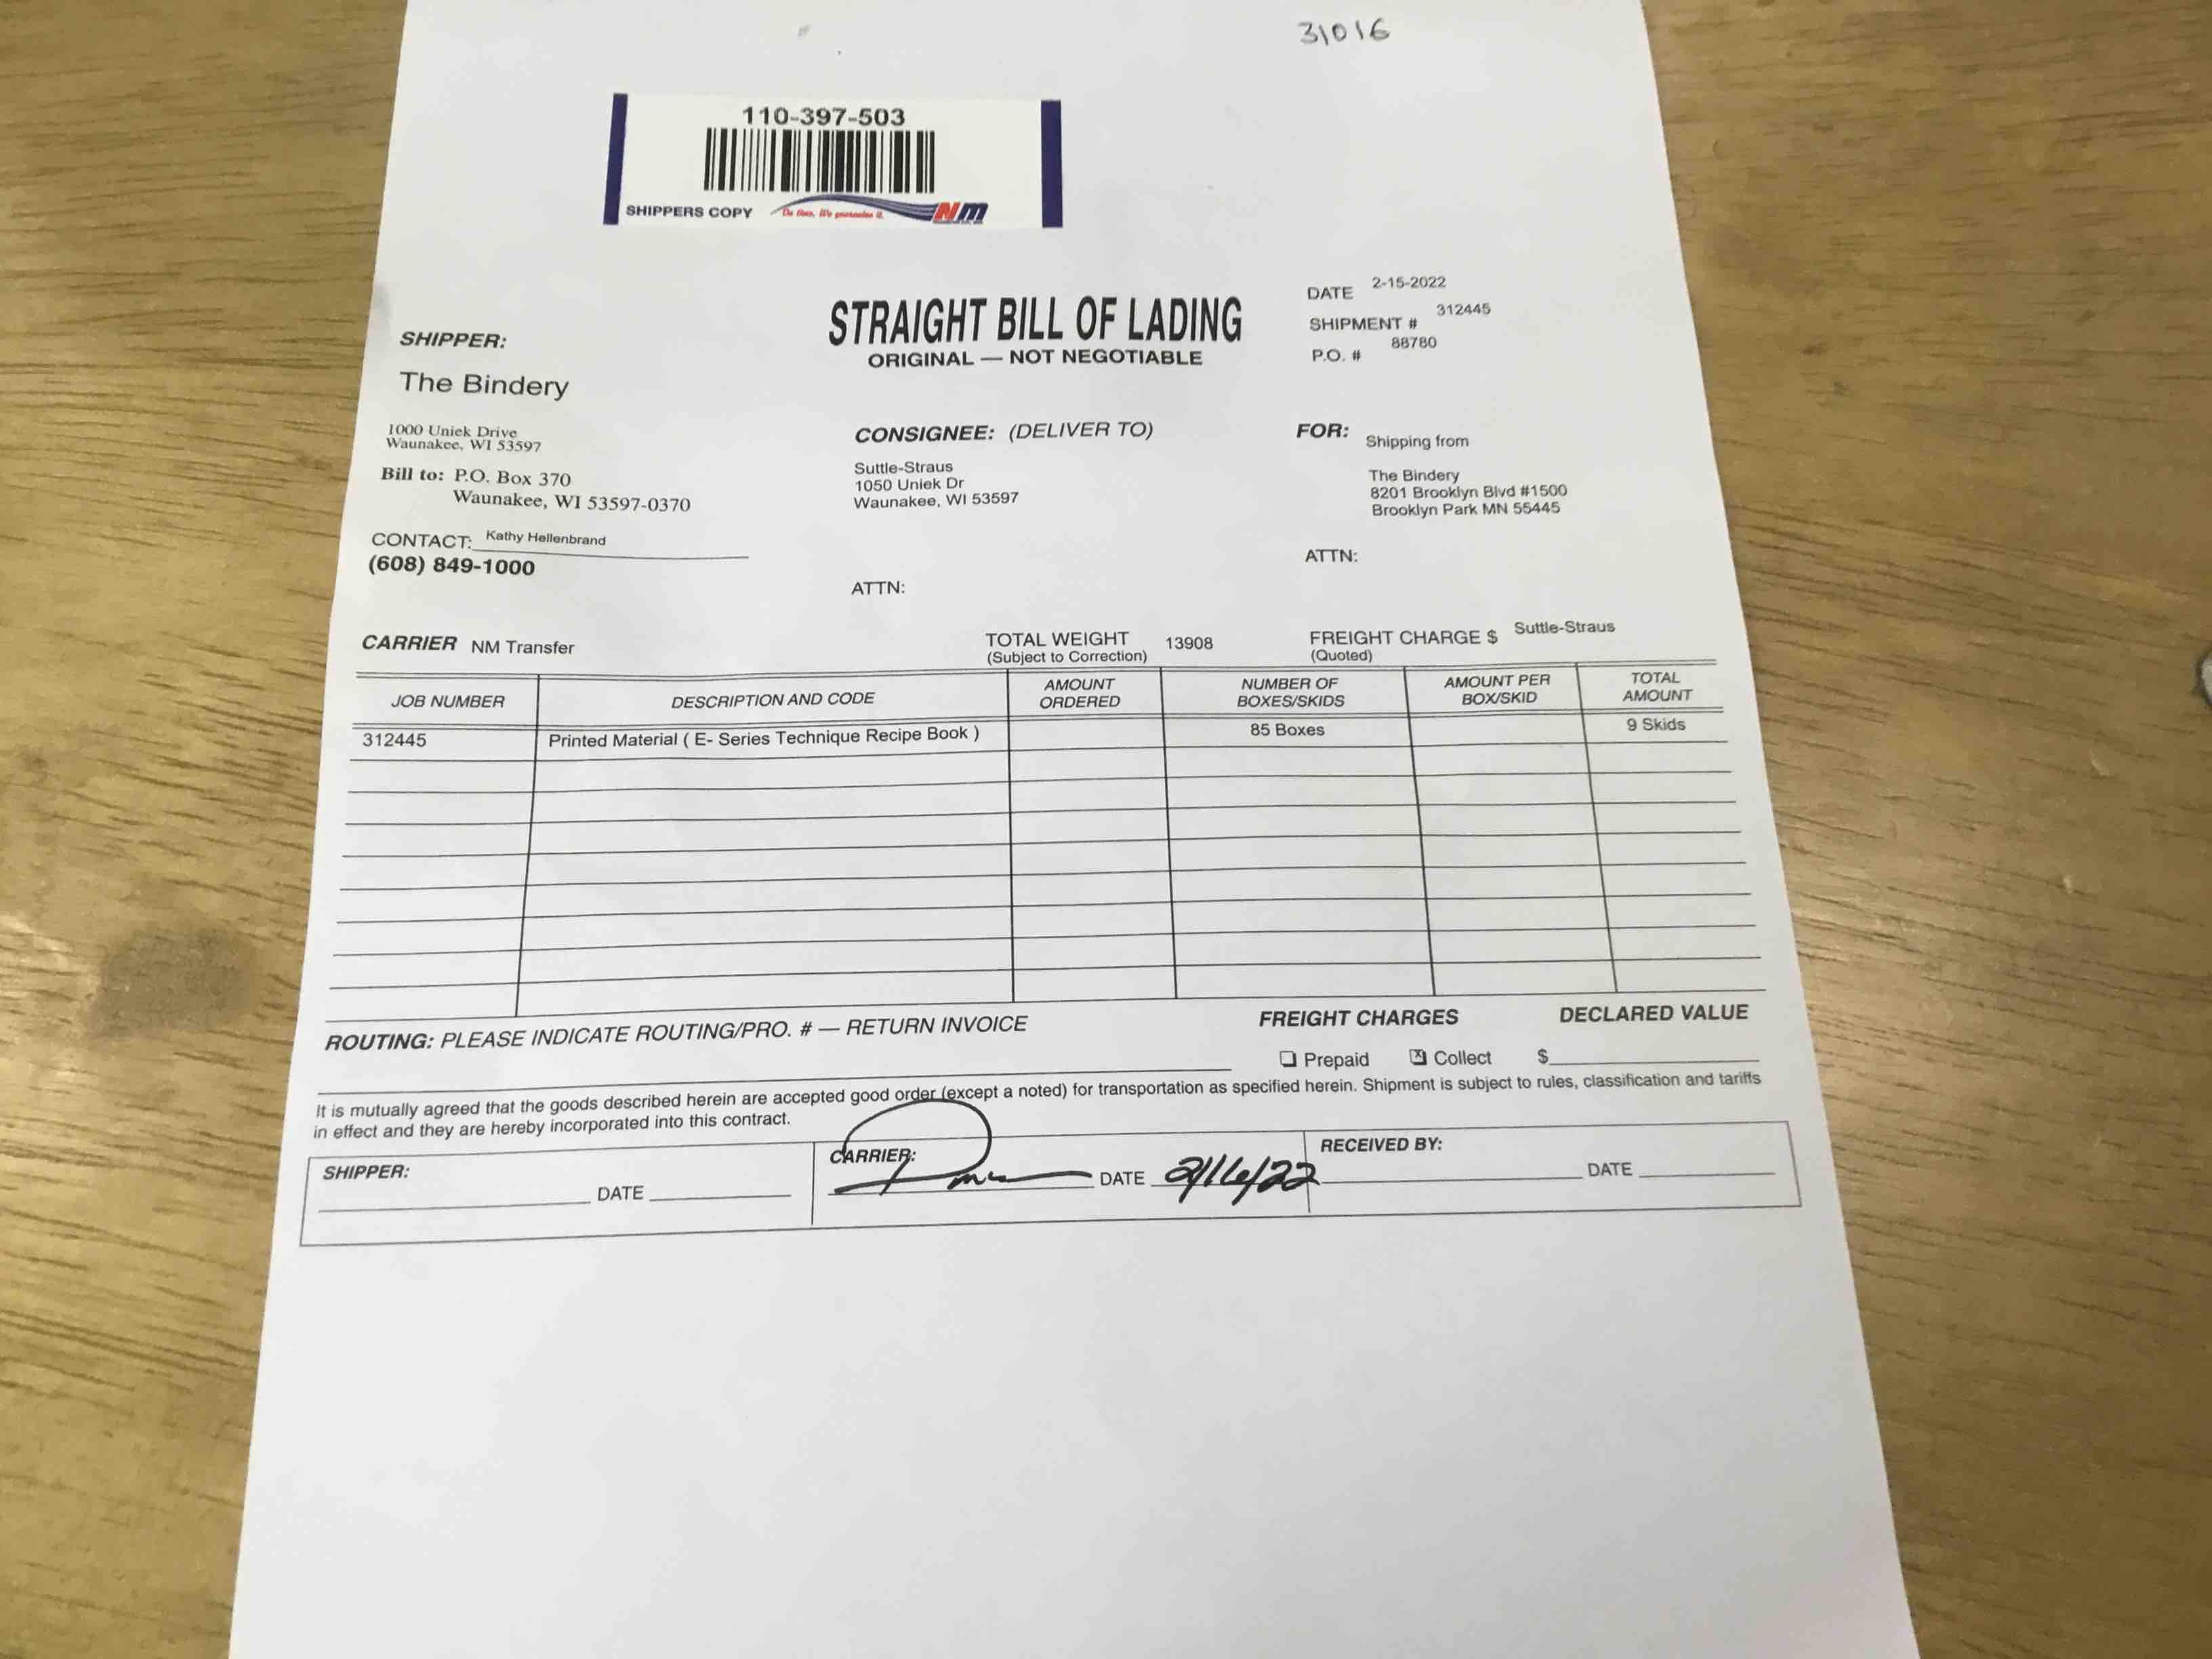 31016
110-397-503
SHIPPERS COPY On time, We guarantee it. NM
STRAIGHT BILL OF LADING
ORIGINAL — NOT NEGOTIABLE
DATE 2-15-2022
SHIPMENT # 312445
P.O. # 88780
SHIPPER:
The Bindery
1000 Uniek Drive
Waunakee, WI 53597
Bill to: P.O. Box 370
Waunakee, WI 53597-0370
CONTACT: Kathy Hellenbrand
(608) 849-1000
CONSIGNEE: (DELIVER TO)
Suttle-Straus
1050 Uniek Dr
Waunakee, WI 53597
ATTN:
FOR: Shipping from
The Bindery
8201 Brooklyn Blvd #1500
Brooklyn Park MN 55445
ATTN:
CARRIER NM Transfer
TOTAL WEIGHT 13908
(Subject to Correction)
FREIGHT CHARGE $ Suttle-Straus
(Quoted)
JOB NUMBER DESCRIPTION AND CODE AMOUNT ORDERED NUMBER OF BOXES/SKIDS AMOUNT PER BOX/SKID TOTAL AMOUNT
312445 Printed Material ( E- Series Technique Recipe Book ) 85 Boxes 9 Skids
ROUTING: PLEASE INDICATE ROUTING/PRO. # — RETURN INVOICE
FREIGHT CHARGES DECLARED VALUE
Prepaid Collect $
It is mutually agreed that the goods described herein are accepted good order (except a noted) for transportation as specified herein. Shipment is subject to rules, classification and tariffs
in effect and they are hereby incorporated into this contract.
SHIPPER: DATE
CARRIER: DATE 2/16/22
RECEIVED BY: DATE